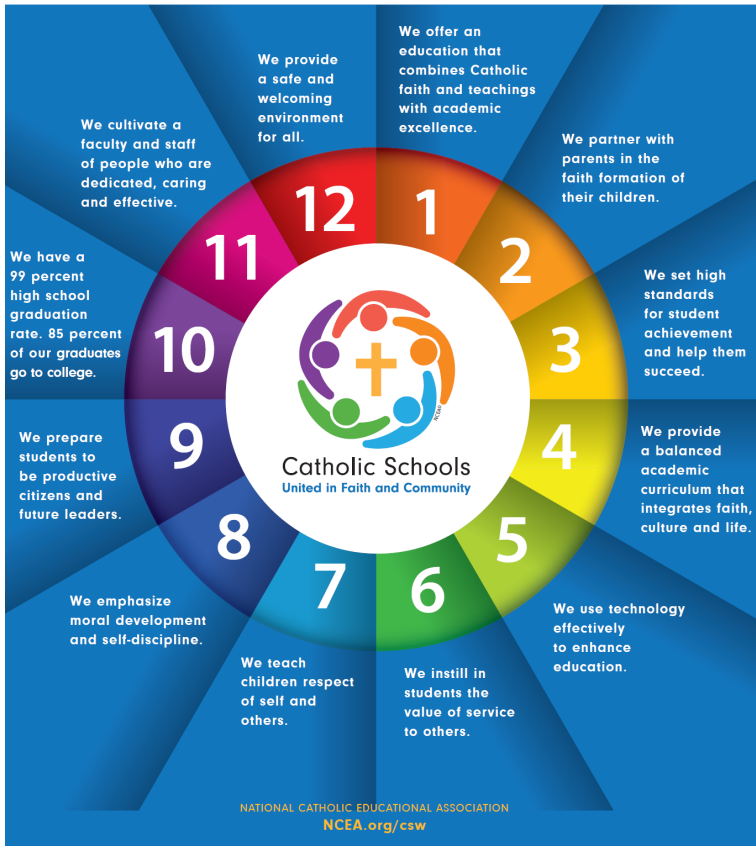 We offer an
education that
combines Catholic
faith and teachings
with academic
excellence.
1
We partner with
parents in the
faith formation of
their children.
2
We set high
standards
for student
achievement
and help them
succeed.
3
We provide
a balanced
academic
curriculum that
integrates faith,
culture and life.
4
We use technology
effectively
to enhance
education.
5
We instill in
students the
value of service
to others.
6
We teach
children respect
of self and
others.
7
We emphasize
moral development
and self-discipline.
8
We prepare
students to
be productive
citizens and
future leaders.
9
We have a
99 percent
high school
graduation
rate. 85 percent
of our graduates
go to college.
10
We cultivate a
faculty and staff
of people who are
dedicated, caring
and effective.
11
We provide
a safe and
welcoming
environment
for all.
12
NCEA®
Catholic Schools
United in Faith and Community
NATIONAL CATHOLIC EDUCATIONAL ASSOCIATION
NCEA.org/csw